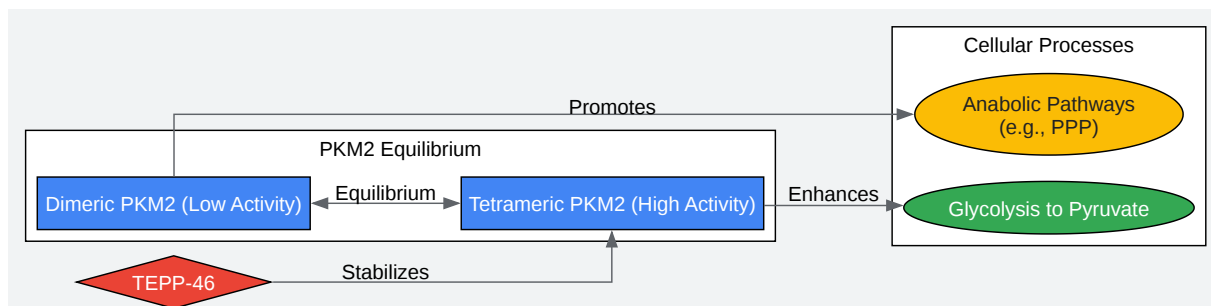 Cellular Processes
Promotes
Anabolic Pathways
(e.g., PPP)
PKM2 Equilibrium
Dimeric PKM2 (Low Activity)
Equilibrium
Tetrameric PKM2 (High Activity)
Enhances
Glycolysis to Pyruvate
TEPP-46
Stabilizes